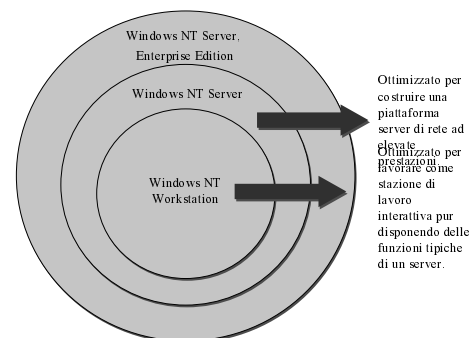 Windows NT Server,
Enterprise Edition
Windows NT Server
Windows NT
Workstation
Ottimizzato per
costruire una
piattaforma
server di rete ad
elevate
prestazioni.
Ottimizzato per
lavorare come
stazione di
lavoro
interattiva pur
disponendo delle
funzioni tipiche
di un server.